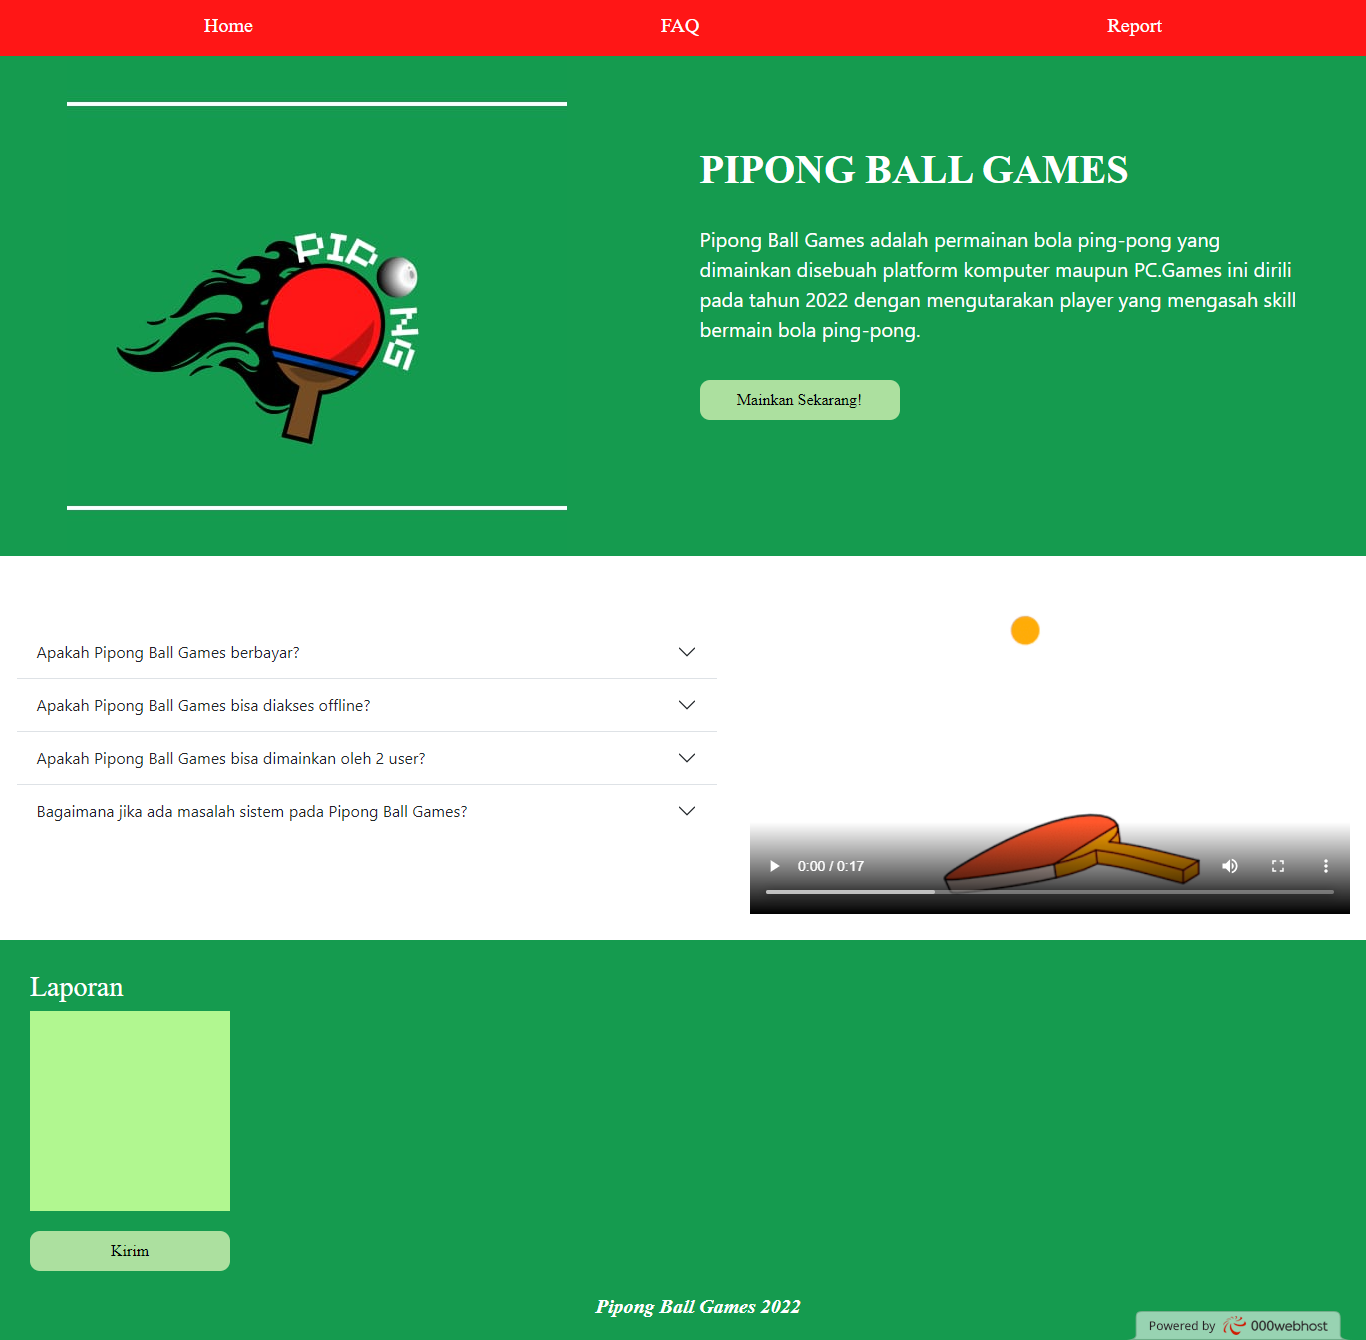 Home
FAQ
Report
PIPONG
PIPONG BALL GAMES
Pipong Ball Games adalah permainan bola ping-pong yang
dimainkan disebuah platform komputer maupun PC.Games ini dirili
pada tahun 2022 dengan mengutarakan player yang mengasah skill
bermain bola ping-pong.
Mainkan Sekarang!
Apakah Pipong Ball Games berbayar?
Apakah Pipong Ball Games bisa diakses offline?
Apakah Pipong Ball Games bisa dimainkan oleh 2 user?
Bagaimana jika ada masalah sistem pada Pipong Ball Games?
0:00 / 0:17
Laporan
Kirim
Pipong Ball Games 2022
Powered by 000webhost